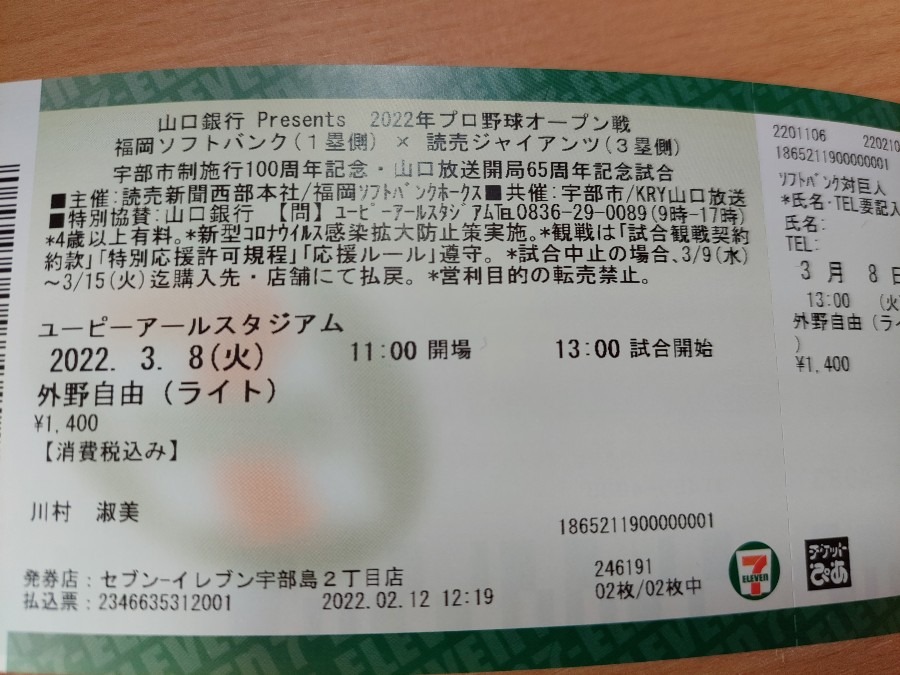 山口銀行 Presents 2022年プロ野球オープン戦
福岡ソフトバンク(1塁側) × 読売ジャイアンツ(3塁側)
宇部市制施行100周年記念・山口放送開局65周年記念試合
■主催:読売新聞西部本社/福岡ソフトバンクホークス■共催:宇部市/KRY山口放送
■特別協賛:山口銀行 【問】ユーピーアールスタジアム℡0836-29-0089(9時-17時)
*4歳以上有料。*新型コロナウイルス感染拡大防止策実施。*観戦は「試合観戦契約
約款」「特別応援許可規程」「応援ルール」遵守。*試合中止の場合、3/9(水)
～3/15(火)迄購入先・店舗にて払戻。*営利目的の転売禁止。
ユーピーアールスタジアム
2022. 3. 8(火) 11:00 開場 13:00 試合開始
外野自由(ライト)
¥1,400
【消費税込み】
川村 淑美
1865211900000001
発券店:セブン-イレブン宇部島2丁目店
払込票:2346635312001 2022.02.12 12:19
246191
02枚/02枚中
7 ELEVEN
2201106 220210
1865211900000001
ソフトバンク対巨人
*氏名・TEL要記入
氏名:
TEL:
3 月 8 日
13:00 (火
外野自由(ライ
)
¥1,400
チケットぴあ